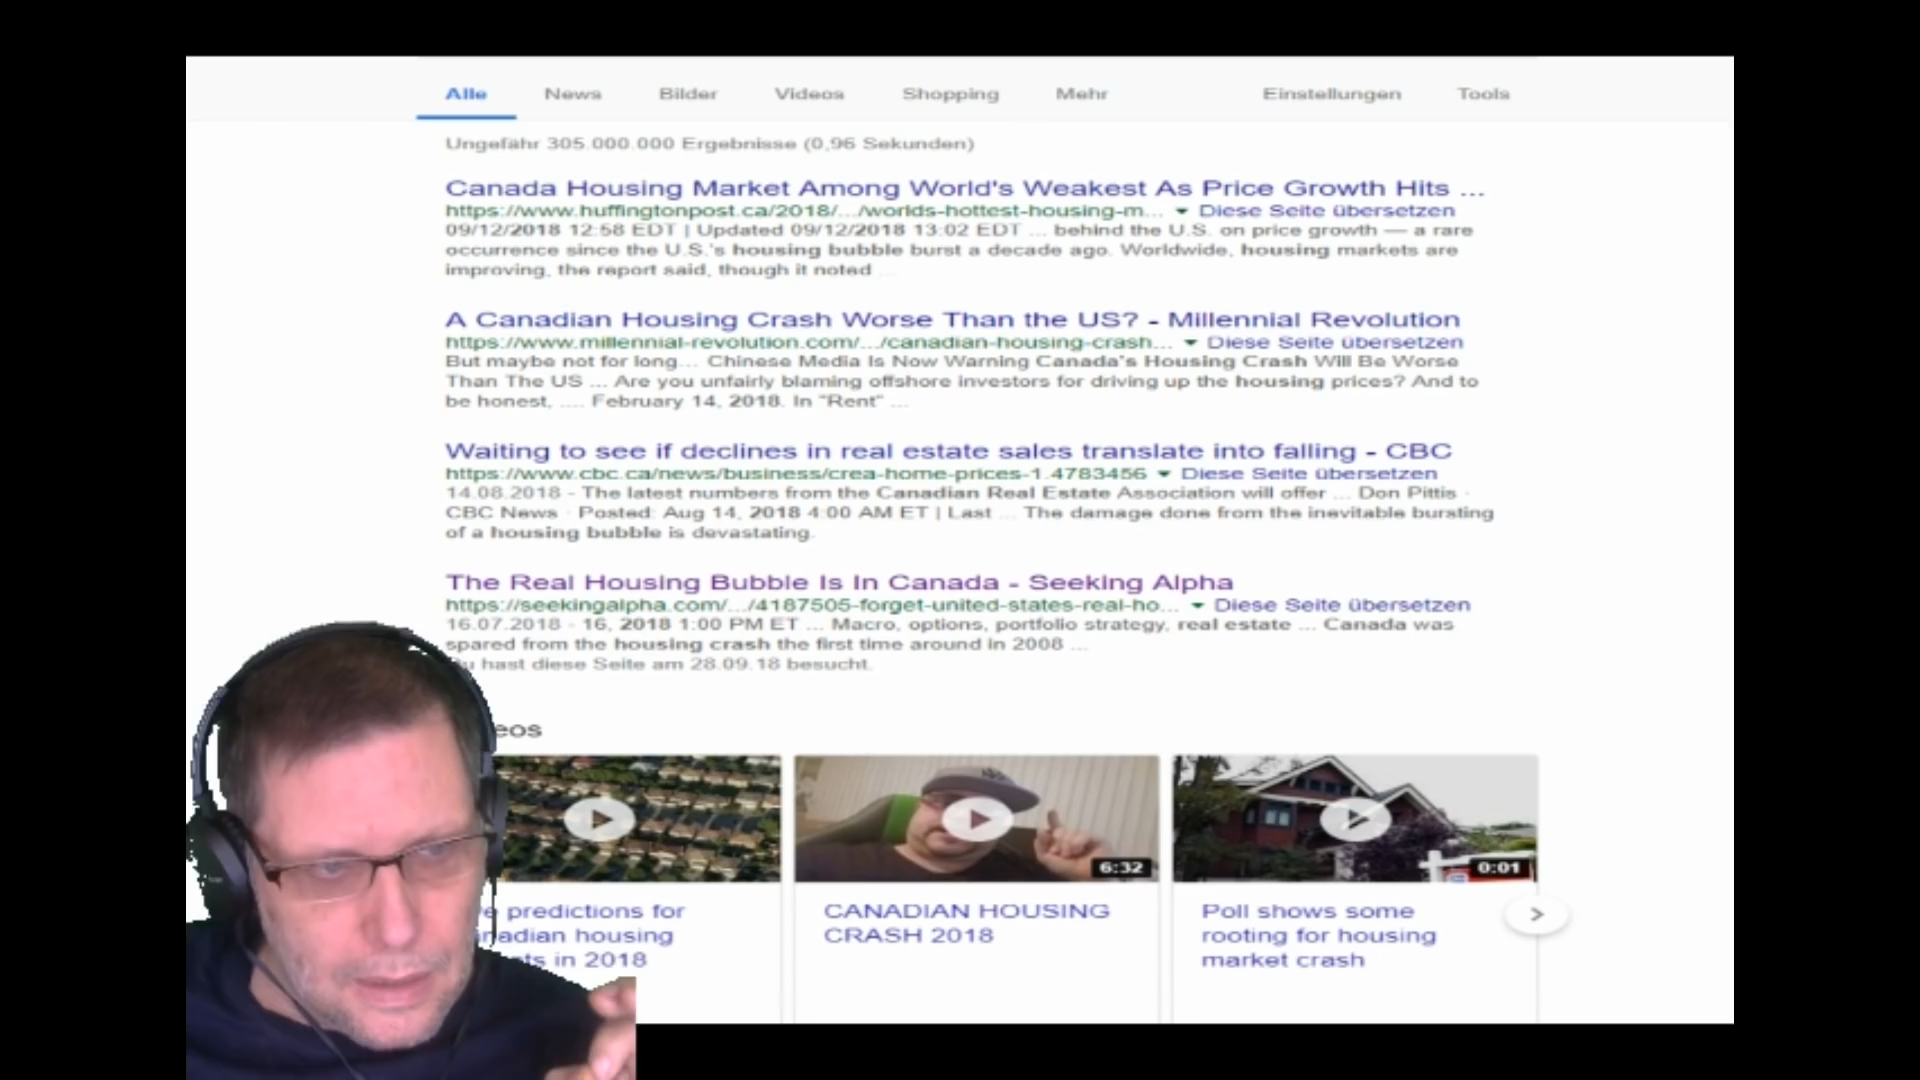 Alle News Bilder Videos Shopping Mehr Einstellungen Tools
Ungefähr 305.000.000 Ergebnisse (0,96 Sekunden)
Canada Housing Market Among World's Weakest As Price Growth Hits ...
https://www.huffingtonpost.ca/2018/.../worlds-hottest-housing-m... Diese Seite übersetzen
09/12/2018 12:58 EDT | Updated 09/12/2018 13:02 EDT ... behind the U.S. on price growth — a rare
occurrence since the U.S.'s housing bubble burst a decade ago. Worldwide, housing markets are
improving, the report said, though it noted ...
A Canadian Housing Crash Worse Than the US? - Millennial Revolution
https://www.millennial-revolution.com/.../canadian-housing-crash... Diese Seite übersetzen
But maybe not for long... Chinese Media Is Now Warning Canada's Housing Crash Will Be Worse
Than The US ... Are you unfairly blaming offshore investors for driving up the housing prices? And to
be honest, .... February 14, 2018. In "Rent" ...
Waiting to see if declines in real estate sales translate into falling - CBC
https://www.cbc.ca/news/business/crea-home-prices-1.4783456 Diese Seite übersetzen
14.08.2018 - The latest numbers from the Canadian Real Estate Association will offer ... Don Pittis ·
CBC News · Posted: Aug 14, 2018 4:00 AM ET | Last ... The damage done from the inevitable bursting
of a housing bubble is devastating.
The Real Housing Bubble Is In Canada - Seeking Alpha
https://seekingalpha.com/.../4187505-forget-united-states-real-ho... Diese Seite übersetzen
16.07.2018 - 16, 2018 1:00 PM ET ... Macro, options, portfolio strategy, real estate ... Canada was
spared from the housing crash the first time around in 2008 ...
hast diese Seite am 28.09.18 besucht.
eos
6:32
0:01
predictions for
nadian housing
ts in 2018
CANADIAN HOUSING
CRASH 2018
Poll shows some
rooting for housing
market crash